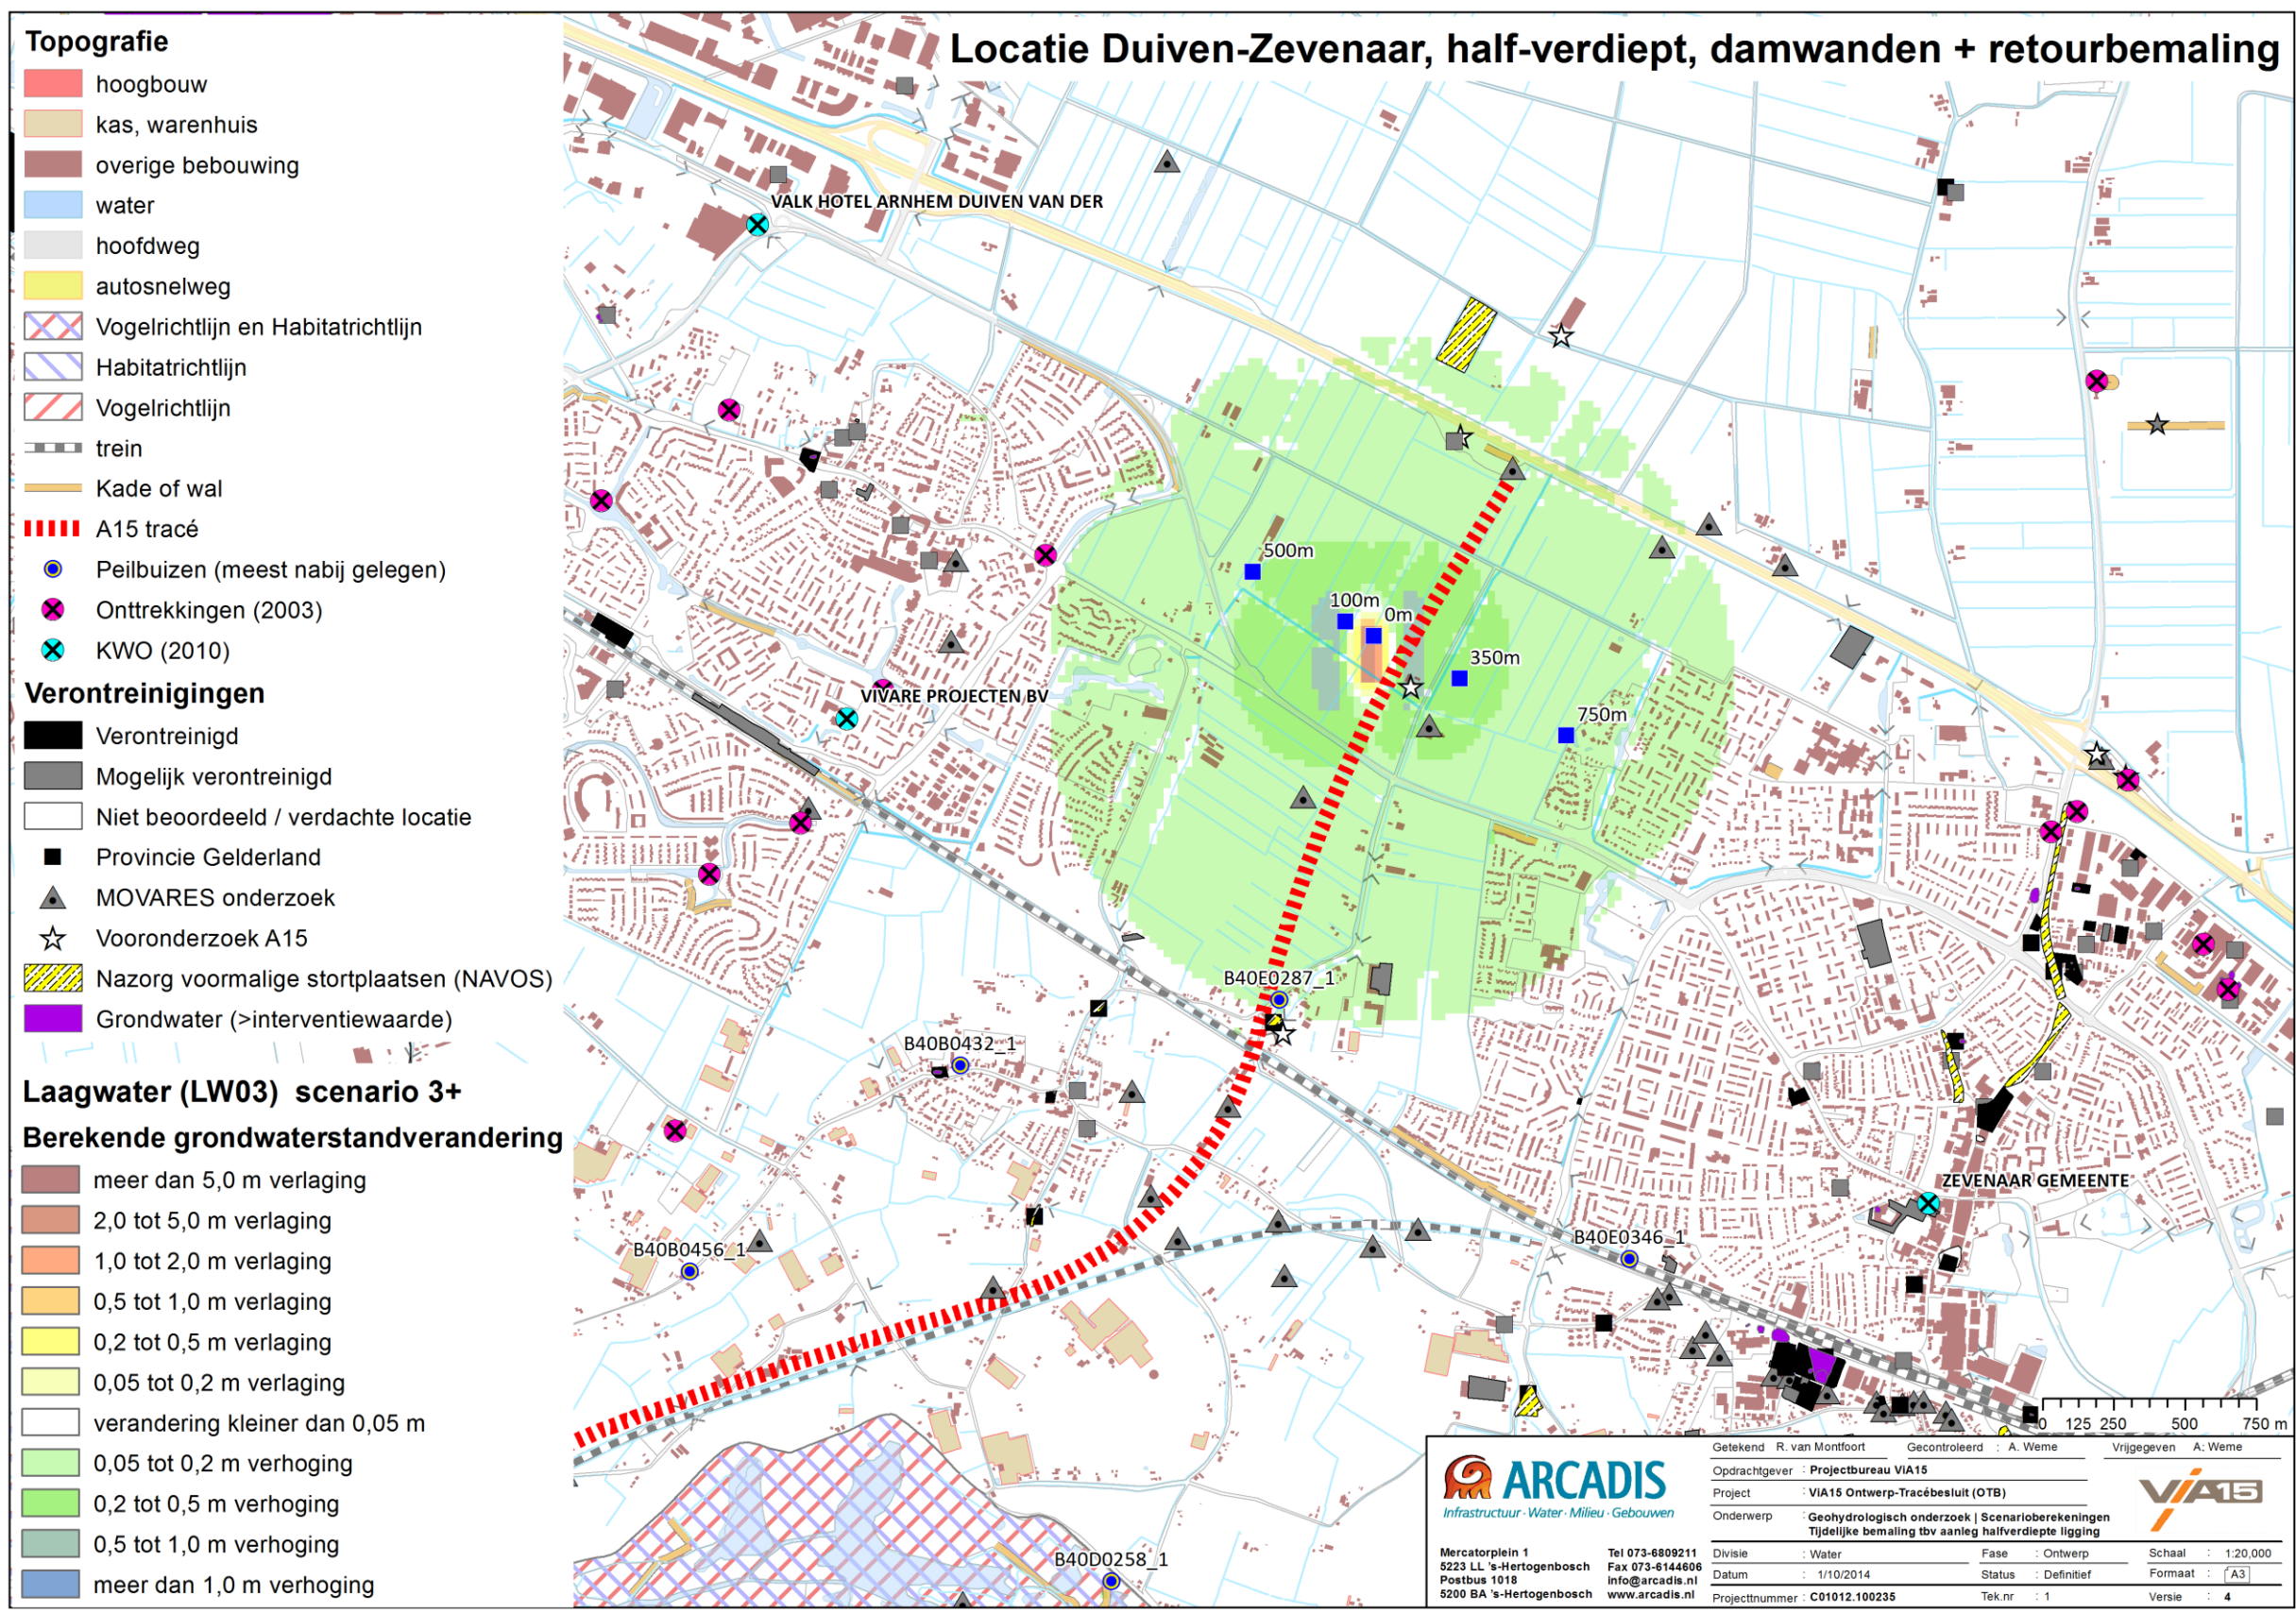 Locatie Duiven-Zevenaar, half-verdiept, damwanden + retourbemaling
Topografie
hoogbouw
kas, warenhuis
overige bebouwing
water
hoofdweg
autosnelweg
Vogelrichtlijn en Habitatrichtlijn
Habitatrichtlijn
Vogelrichtlijn
trein
Kade of wal
A15 tracé
Peilbuizen (meest nabij gelegen)
Onttrekkingen (2003)
KWO (2010)
Verontreinigingen
Verontreinigd
Mogelijk verontreinigd
Niet beoordeeld / verdachte locatie
Provincie Gelderland
MOVARES onderzoek
Vooronderzoek A15
Nazorg voormalige stortplaatsen (NAVOS)
Grondwater (>interventiewaarde)
Laagwater (LW03) scenario 3+
Berekende grondwaterstandverandering
meer dan 5,0 m verlaging
2,0 tot 5,0 m verlaging
1,0 tot 2,0 m verlaging
0,5 tot 1,0 m verlaging
0,2 tot 0,5 m verlaging
0,05 tot 0,2 m verlaging
verandering kleiner dan 0,05 m
0,05 tot 0,2 m verhoging
0,2 tot 0,5 m verhoging
0,5 tot 1,0 m verhoging
meer dan 1,0 m verhoging
VALK HOTEL ARNHEM DUIVEN VAN DER
500m
100m
0m
350m
VIVARE PROJECTEN BV
750m
B40E0287_1
B40B0432_1
ZEVENAAR GEMEENTE
B40E0346_1
B40B0456_1
B40D0258_1
0 125 250 500 750 m
ARCADIS
Infrastructuur · Water · Milieu · Gebouwen
Mercatorplein 1
5223 LL 's-Hertogenbosch
Postbus 1018
5200 BA 's-Hertogenbosch
Tel 073-6809211
Fax 073-6144606
info@arcadis.nl
www.arcadis.nl
Getekend R. van Montfoort Gecontroleerd : A. Weme Vrijgegeven A; Weme
Opdrachtgever : Projectbureau ViA15
Project : ViA15 Ontwerp-Tracébesluit (OTB)
Onderwerp : Geohydrologisch onderzoek | Scenarioberekeningen
Tijdelijke bemaling tbv aanleg halfverdiepte ligging
ViA15
Divisie : Water Fase : Ontwerp Schaal : 1:20,000
Datum : 1/10/2014 Status : Definitief Formaat : A3
Projecttnummer : C01012.100235 Tek.nr : 1 Versie : 4